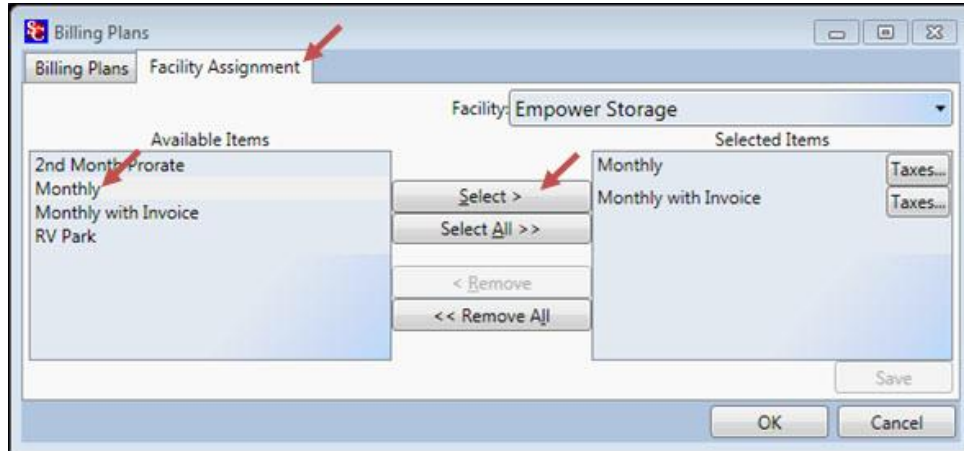 SC Billing Plans
Billing Plans Facility Assignment
Facility: Empower Storage
Available Items
2nd Month Prorate
Monthly
Monthly with Invoice
RV Park
Select >
Select All >>
< Remove
<< Remove All
Selected Items
Monthly Taxes...
Monthly with Invoice Taxes...
Save
OK Cancel